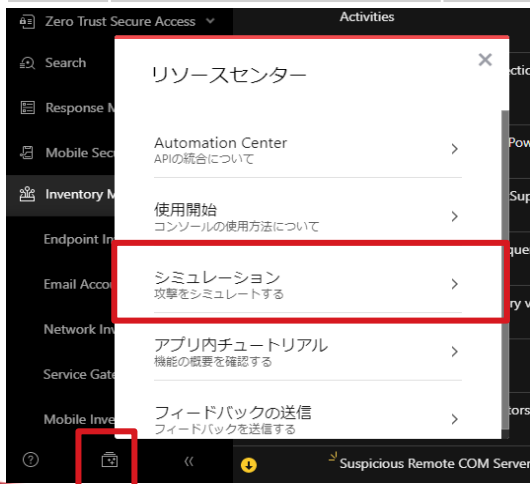 Zero Trust Secure Access
Activities
Search
Response
Mobile
Inventory
Endpoint
Email
Network
Service
Mobile
リソースセンター
Automation Center
APIの統合について
使用開始
コンソールの使用方法について
シミュレーション
攻撃をシミュレートする
アプリ内チュートリアル
機能の概要を確認する
フィードバックの送信
フィードバックを送信する
Suspicious Remote COM Server